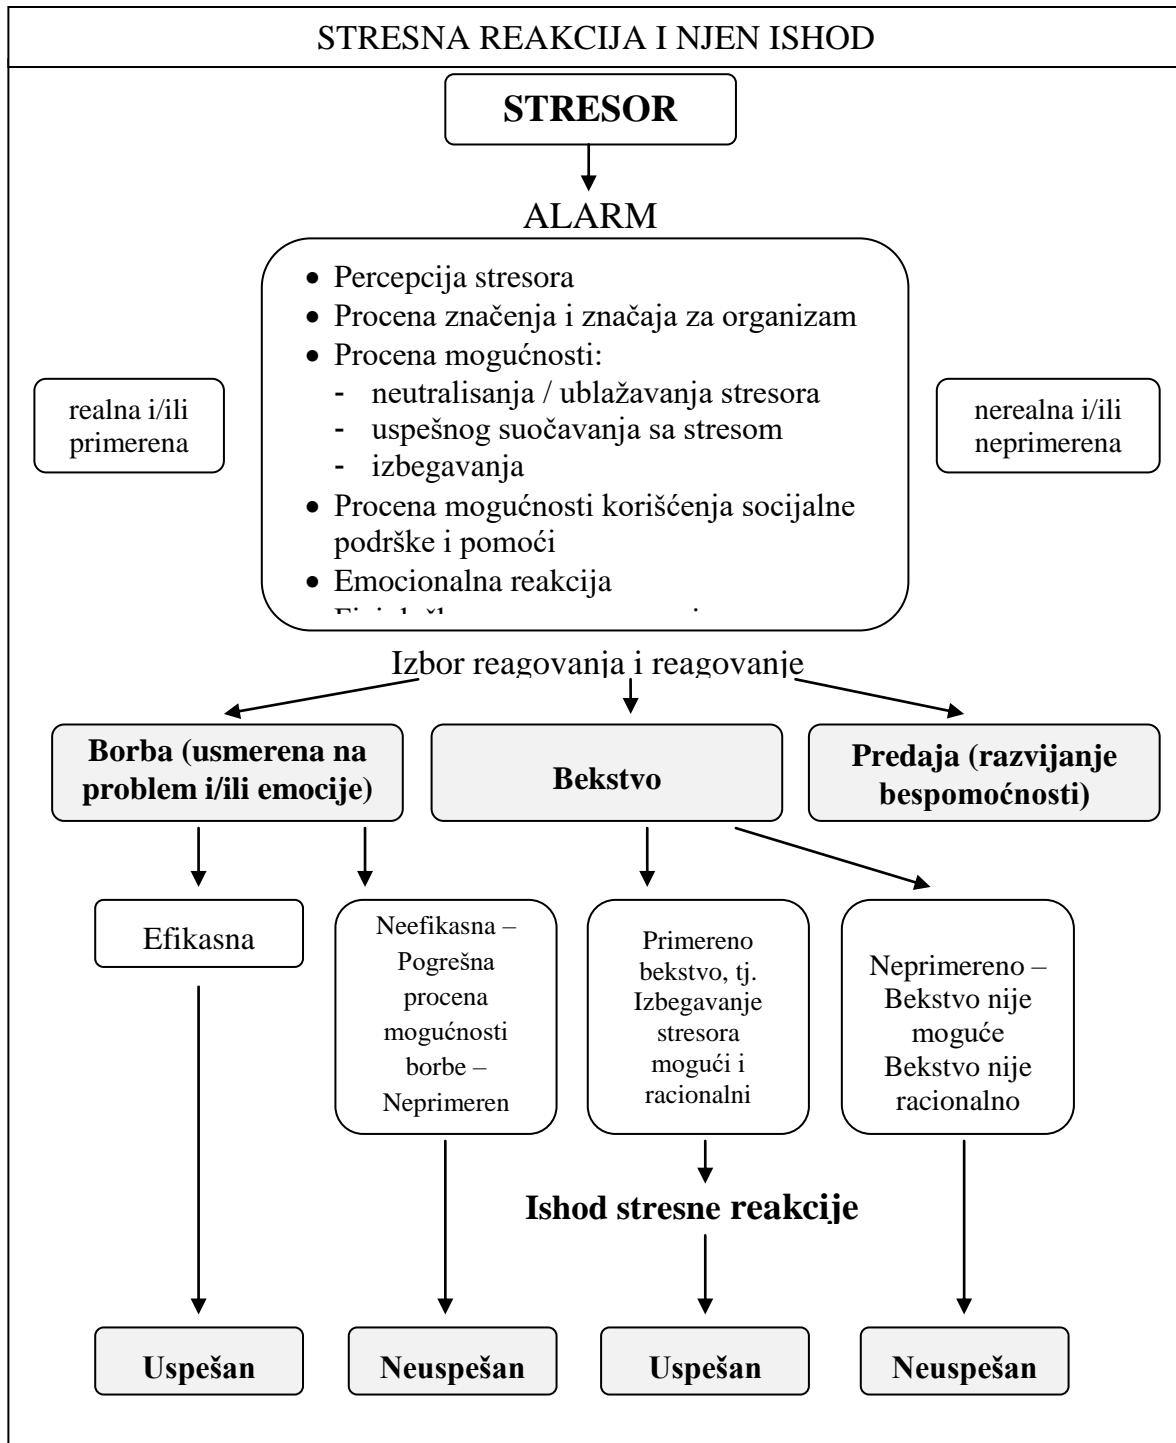 STRESNA REAKCIJA I NJEN ISHOD
STRESOR
ALARM
• Percepcija stresora
• Procena značenja i značaja za organizam
• Procena mogućnosti:
- neutralisanja / ublažavanja stresora
- uspešnog suočavanja sa stresom
- izbegavanja
• Procena mogućnosti korišćenja socijalne
podrške i pomoći
• Emocionalna reakcija
realna i/ili
primerena
nerealna i/ili
neprimerena
Izbor reagovanja i reagovanje
Borba (usmerena na
problem i/ili emocije)
Bekstvo
Predaja (razvijanje
bespomoćnosti)
Efikasna
Neefikasna –
Pogrešna
procena
mogućnosti
borbe –
Neprimeren
Primereno
bekstvo, tj.
Izbegavanje
stresora
mogući i
racionalni
Neprimereno –
Bekstvo nije
moguće
Bekstvo nije
racionalno
Ishod stresne reakcije
Uspešan
Neuspešan
Uspešan
Neuspešan